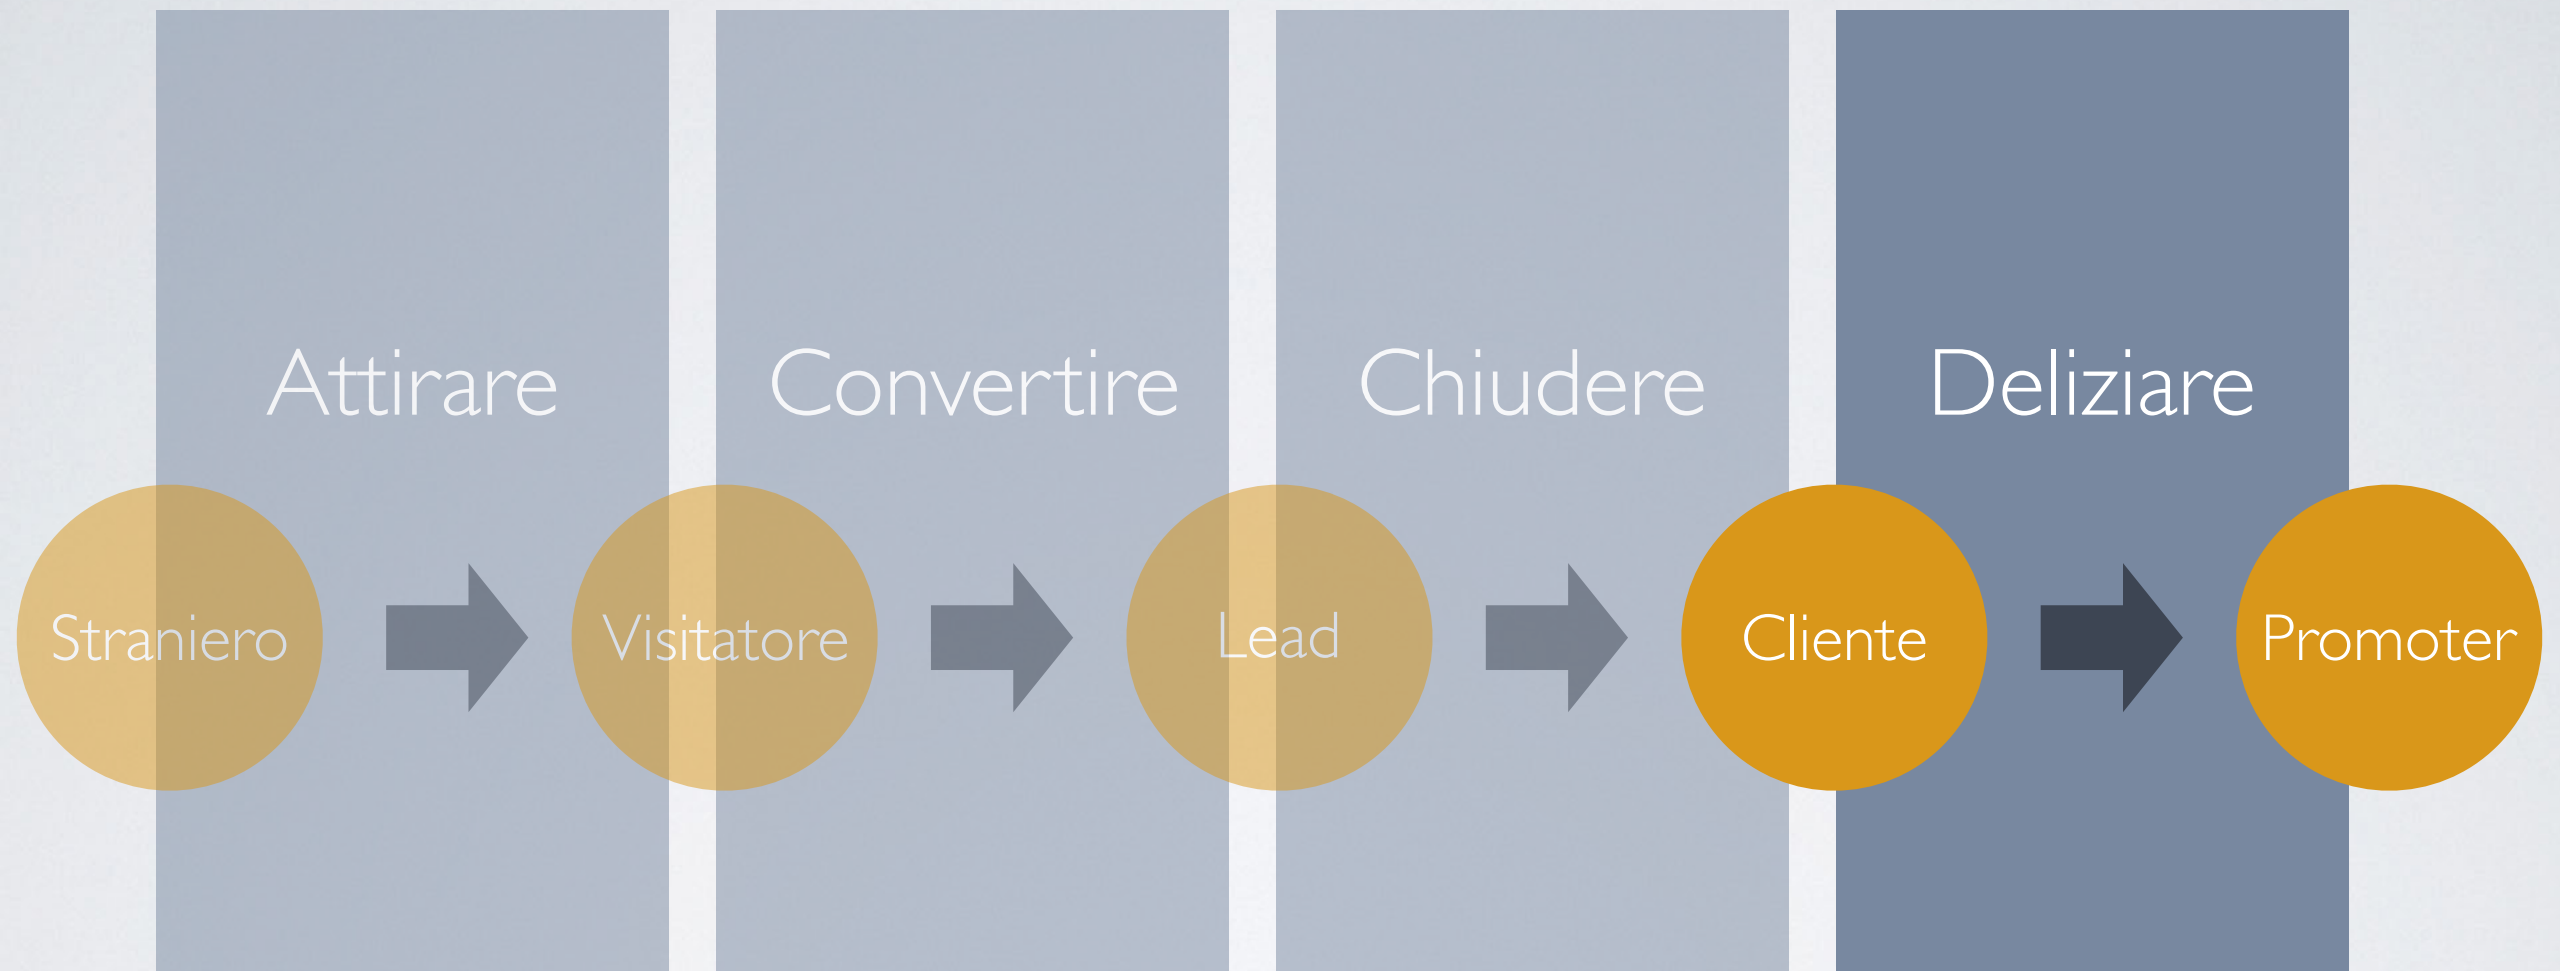 Attirare
Convertire
Chiudere
Deliziare
Straniero
Visitatore
Lead
Cliente
Promoter